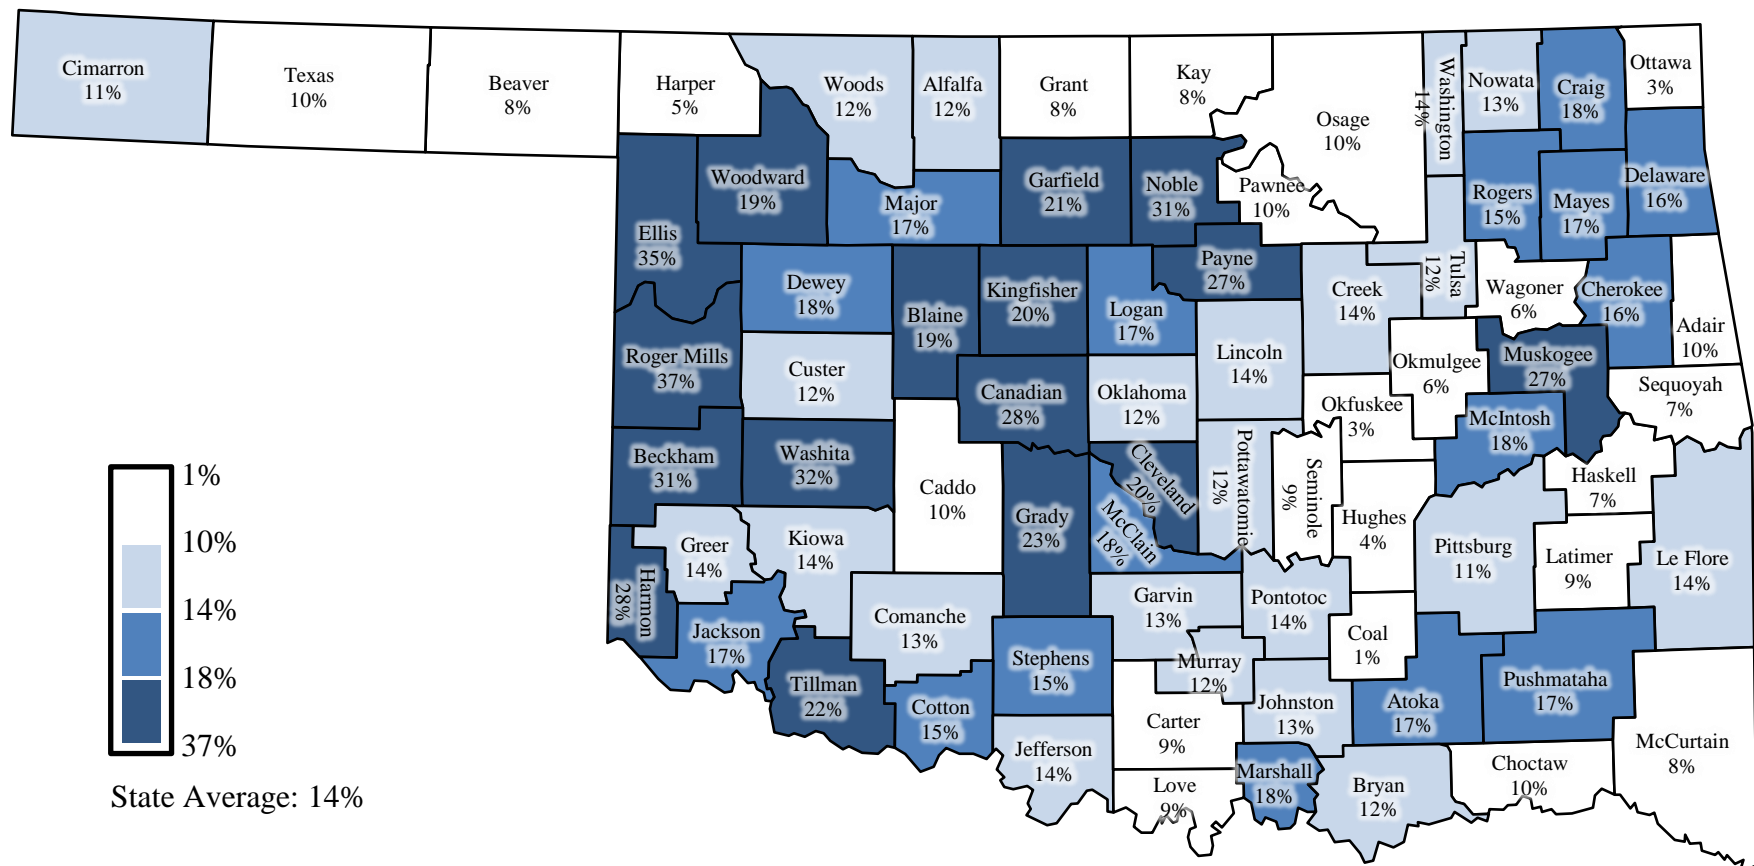 Cimarron
11%
Texas
10%
Beaver
8%
Harper
5%
Woods
12%
Alfalfa
12%
Grant
8%
Kay
8%
Osage
10%
Washington
14%
Nowata
13%
Craig
18%
Ottawa
3%
Woodward
19%
Major
17%
Garfield
21%
Noble
31%
Pawnee
10%
Rogers
15%
Mayes
17%
Delaware
16%
Ellis
35%
Dewey
18%
Blaine
19%
Kingfisher
20%
Logan
17%
Payne
27%
Creek
14%
Tulsa
12%
Wagoner
6%
Cherokee
16%
Adair
10%
Roger Mills
37%
Custer
12%
Canadian
28%
Oklahoma
12%
Lincoln
14%
Okmulgee
6%
Muskogee
27%
Sequoyah
7%
Okfuskee
3%
McIntosh
18%
Beckham
31%
Washita
32%
Caddo
10%
Grady
23%
Cleveland
20%
McClain
18%
Pottawatomie
12%
Seminole
9%
Hughes
4%
Haskell
7%
Pittsburg
11%
Latimer
9%
Le Flore
14%
Greer
14%
Kiowa
14%
Harmon
28%
Jackson
17%
Comanche
13%
Garvin
13%
Pontotoc
14%
Coal
1%
Tillman
22%
Cotton
15%
Stephens
15%
Murray
12%
Johnston
13%
Atoka
17%
Pushmataha
17%
Jefferson
14%
Carter
9%
Love
9%
Marshall
18%
Bryan
12%
Choctaw
10%
McCurtain
8%
1%
10%
14%
18%
37%
State Average: 14%